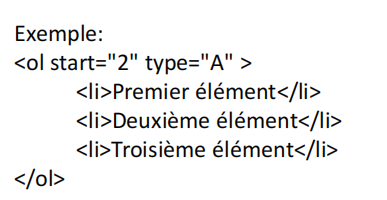 Exemple:
<ol start="2" type="A" >
<li>Premier élément</li>
<li>Deuxième élément</li>
<li>Troisième élément</li>
</ol>